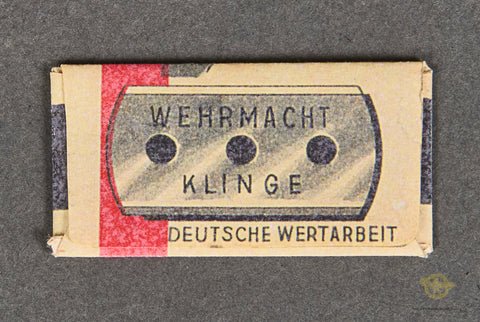 WEHRMACHT
KLINGE
DEUTSCHE WERTARBEIT